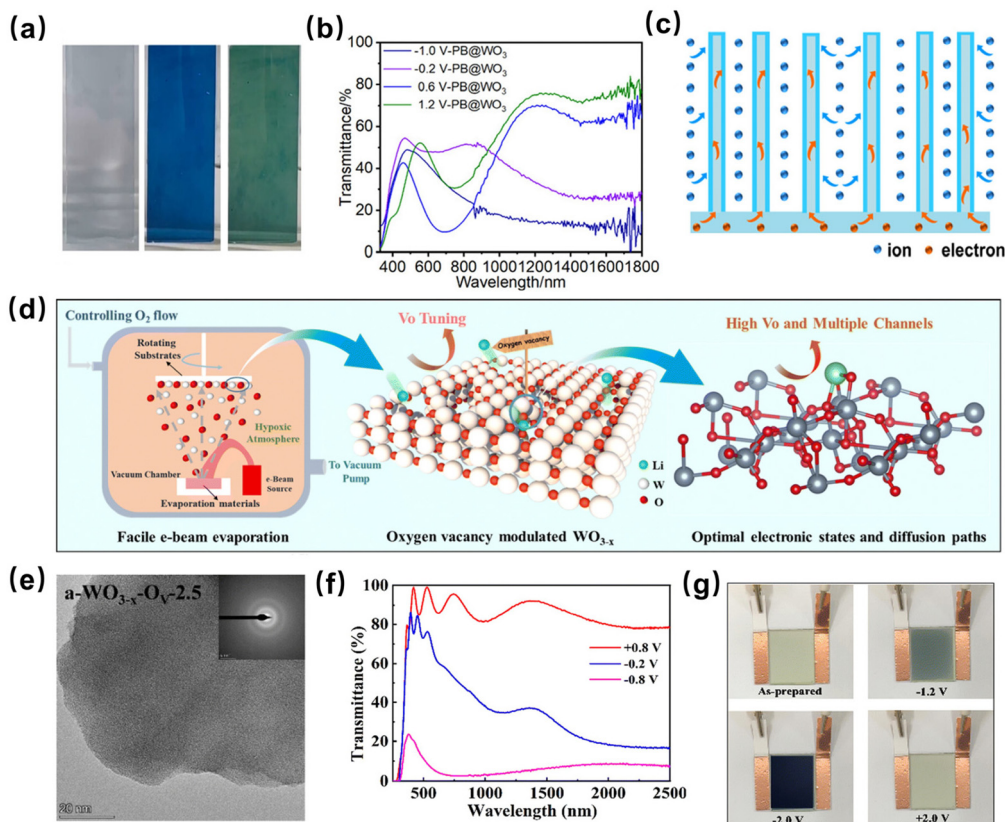 (a)
(b)
100
80
60
40
20
0
Transmittance/%
-1.0 V-PB@WO₃
-0.2 V-PB@WO₃
0.6 V-PB@WO₃
1.2 V-PB@WO₃
400 600 800 1000 1200 1400 1600 1800
Wavelength/nm
(c)
ion electron
(d)
Controlling O₂ flow
Rotating
Substrates
Hypoxic
Atmosphere
Vacuum Chamber
e-Beam
Source
Evaporation materials
To Vacuum
Pump
Facile e-beam evaporation
Vo Tuning
Oxygen vacancy
Li
W
O
Oxygen vacancy modulated WO₃₋ₓ
High Vo and Multiple Channels
Optimal electronic states and diffusion paths
(e)
a-WO₃₋ₓ-Oᵥ-2.5
20 nm
(f)
100
80
60
40
20
0
Transmittance (%)
+0.8 V
-0.2 V
-0.8 V
500 1000 1500 2000 2500
Wavelength (nm)
(g)
As-prepared
-1.2 V
-2.0 V
+2.0 V